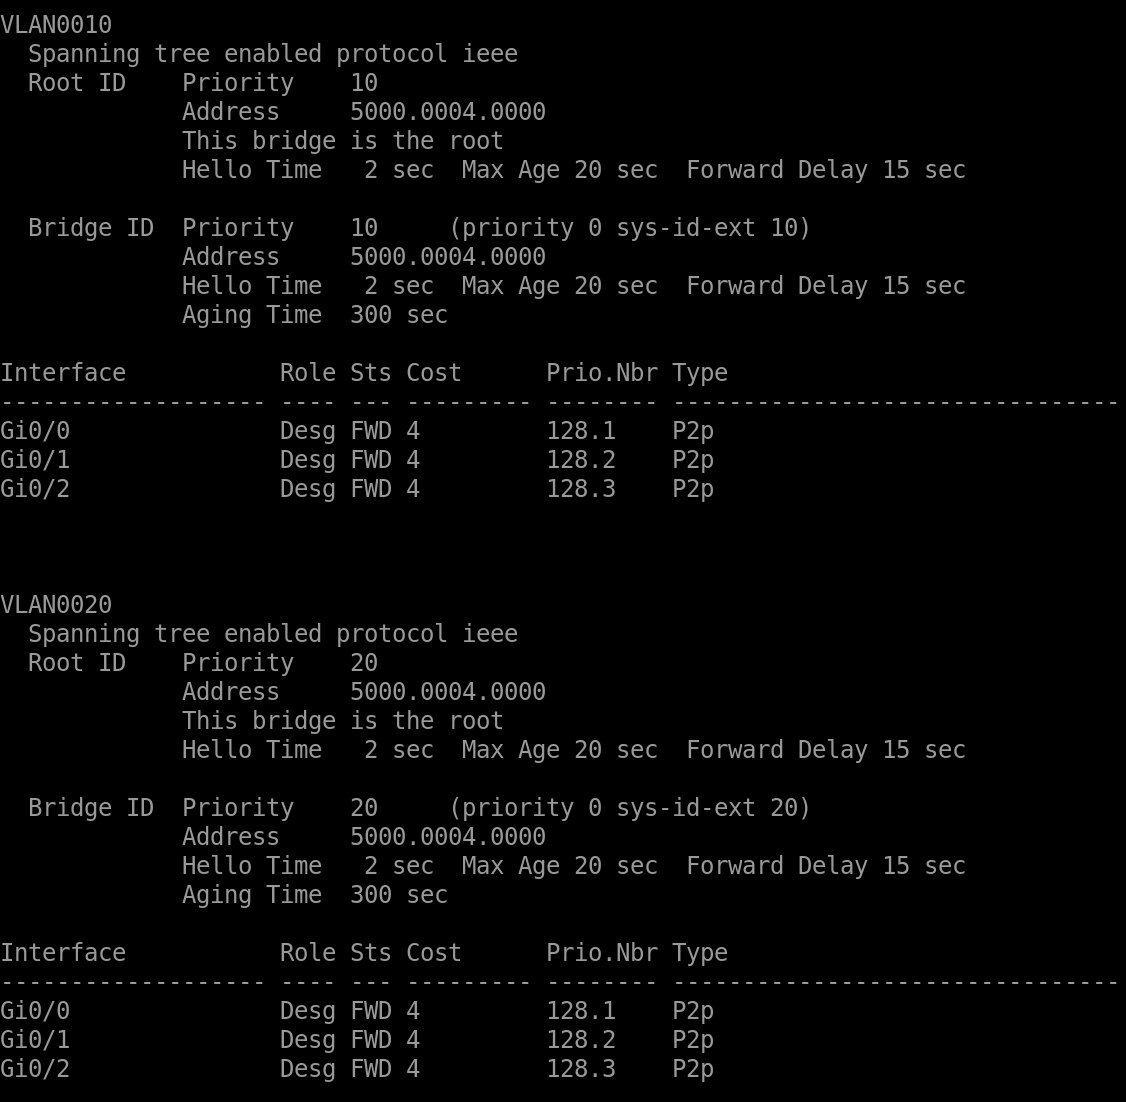 VLAN0010
  Spanning tree enabled protocol ieee
  Root ID    Priority    10
             Address     5000.0004.0000
             This bridge is the root
             Hello Time   2 sec  Max Age 20 sec  Forward Delay 15 sec

  Bridge ID  Priority    10     (priority 0 sys-id-ext 10)
             Address     5000.0004.0000
             Hello Time   2 sec  Max Age 20 sec  Forward Delay 15 sec
             Aging Time  300 sec

Interface           Role Sts Cost      Prio.Nbr Type
------------------- ---- --- --------- -------- --------------------------------
Gi0/0               Desg FWD 4         128.1    P2p
Gi0/1               Desg FWD 4         128.2    P2p
Gi0/2               Desg FWD 4         128.3    P2p

VLAN0020
  Spanning tree enabled protocol ieee
  Root ID    Priority    20
             Address     5000.0004.0000
             This bridge is the root
             Hello Time   2 sec  Max Age 20 sec  Forward Delay 15 sec

  Bridge ID  Priority    20     (priority 0 sys-id-ext 20)
             Address     5000.0004.0000
             Hello Time   2 sec  Max Age 20 sec  Forward Delay 15 sec
             Aging Time  300 sec

Interface           Role Sts Cost      Prio.Nbr Type
------------------- ---- --- --------- -------- --------------------------------
Gi0/0               Desg FWD 4         128.1    P2p
Gi0/1               Desg FWD 4         128.2    P2p
Gi0/2               Desg FWD 4         128.3    P2p